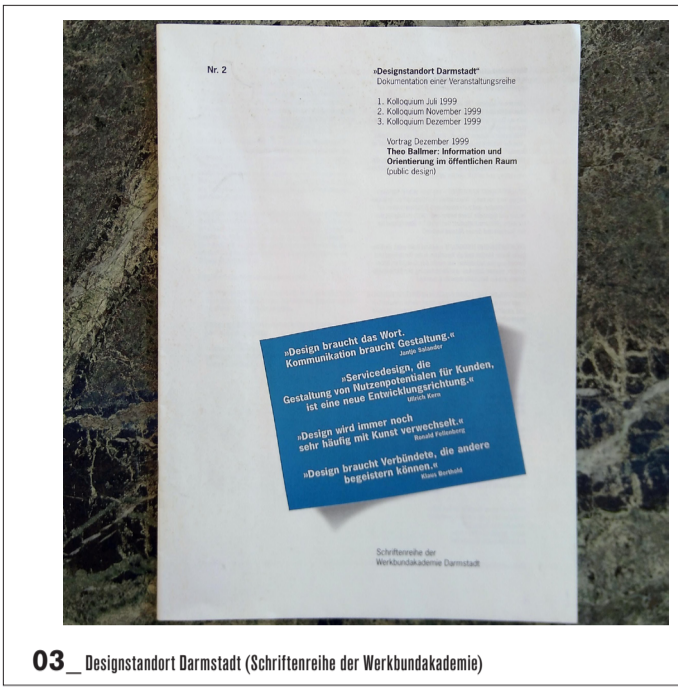 Nr. 2
»Designstandort Darmstadt“
Dokumentation einer Veranstaltungsreihe
1. Kolloquium Juli 1999
2. Kolloquium November 1999
3. Kolloquium Dezember 1999
Vortrag Dezember 1999
Theo Ballmer: Information und
Orientierung im öffentlichen Raum
(public design)
»Design braucht das Wort.
Kommunikation braucht Gestaltung.«
Jantje Salander
»Servicedesign, die
Gestaltung von Nutzenpotentialen für Kunden,
ist eine neue Entwicklungsrichtung.«
Ullrich Kern
»Design wird immer noch
sehr häufig mit Kunst verwechselt.«
Ronald Fellenberg
»Design braucht Verbündete, die andere
begeistern können.«
Klaus Berthold
Schriftenreihe der
Werkbundakademie Darmstadt
03_ Designstandort Darmstadt (Schriftenreihe der Werkbundakademie)